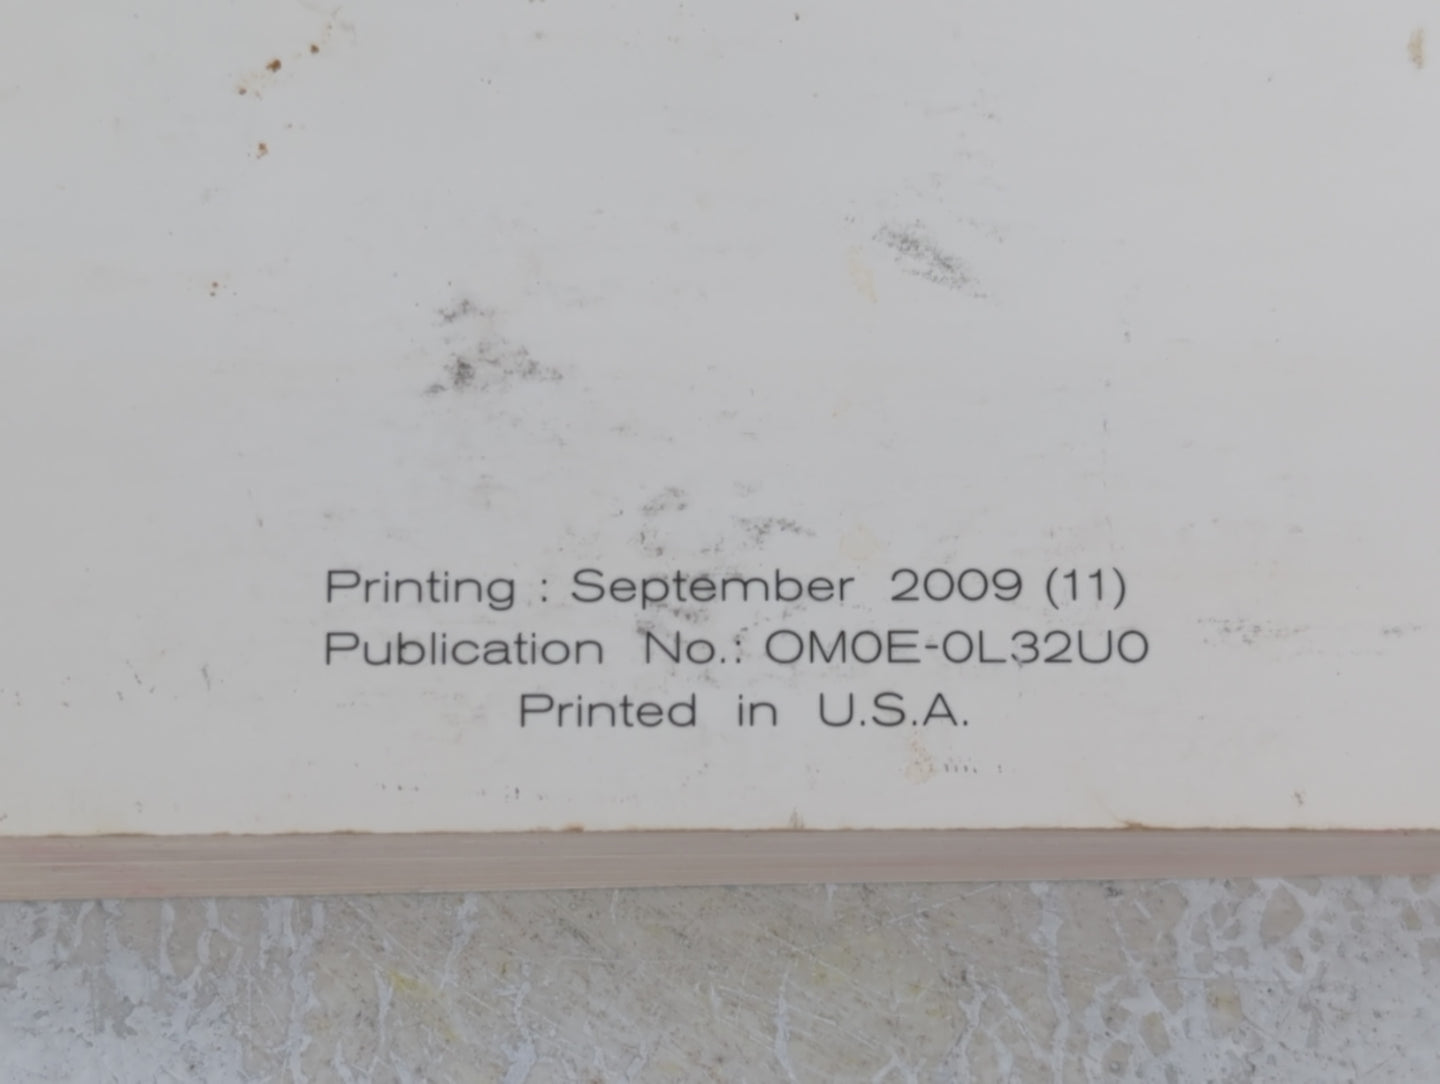 Printing : September 2009 (11)
Publication No.: OM0E-0L32U0
Printed in U.S.A.